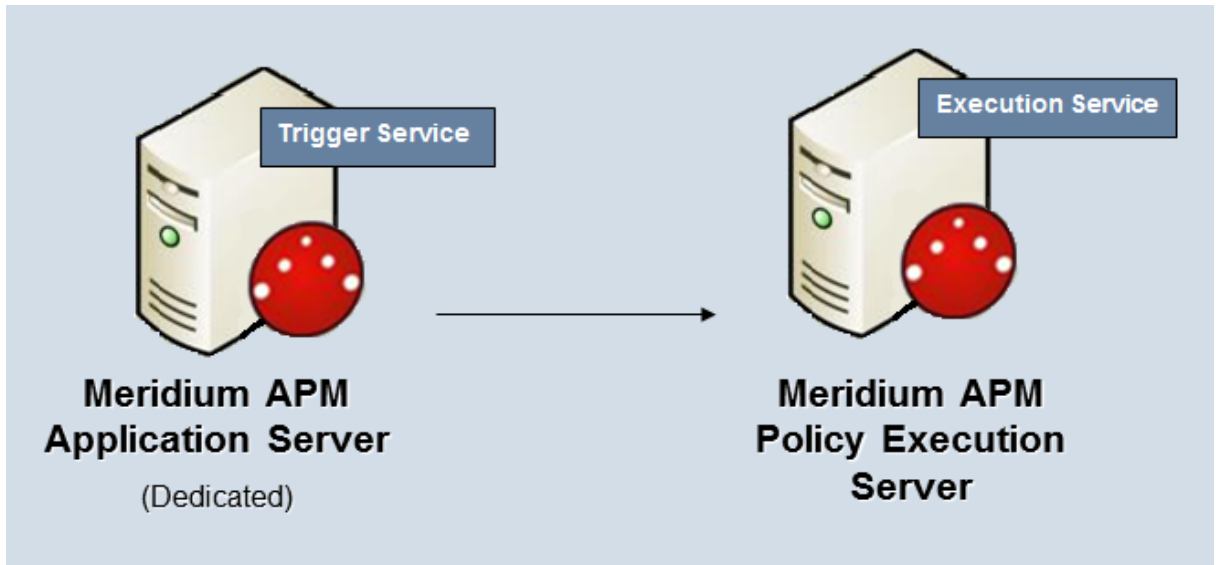 Trigger Service
Execution Service
Meridium APM
Application Server
(Dedicated)
Meridium APM
Policy Execution
Server